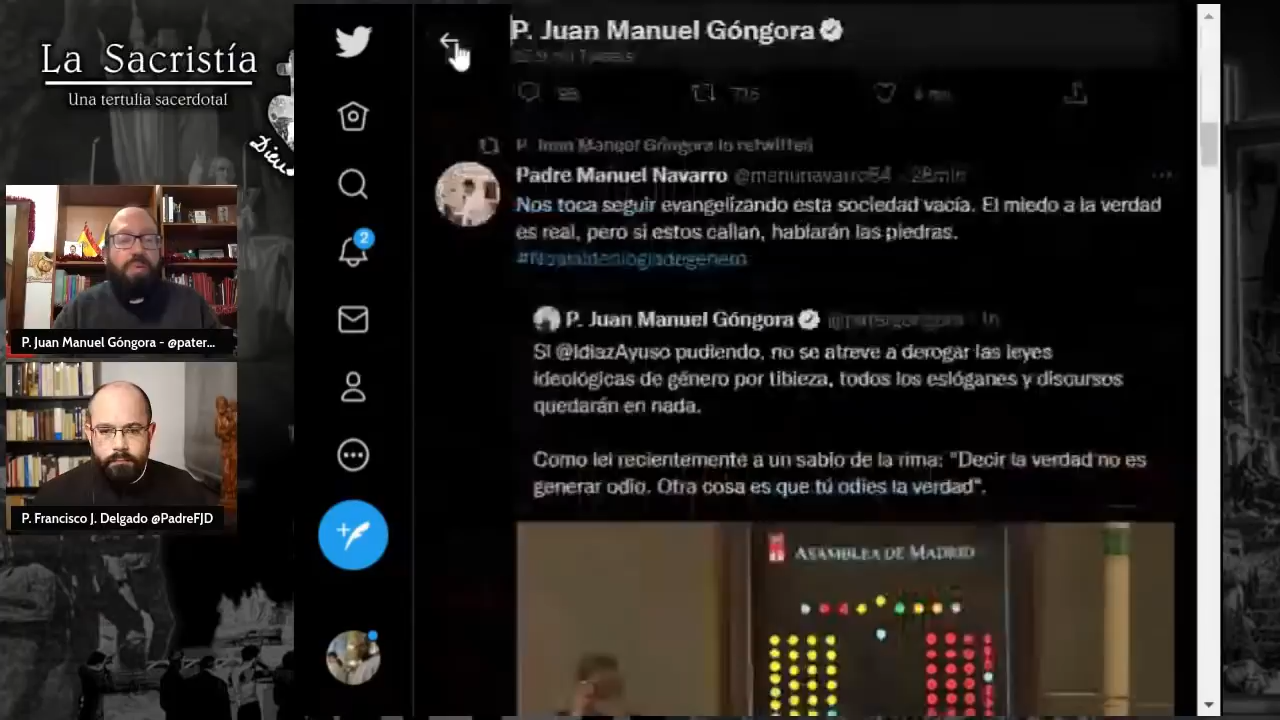 La Sacristía
Una tertulia sacerdotal
Dieu
P. Juan Manuel Góngora - @pater...
P. Francisco J. Delgado @PadreFJD
2
P. Juan Manuel Góngora
P. Juan Manuel Góngora lo retwitteó
Padre Manuel Navarro @manunavarro84 · 28min
Nos toca seguir evangelizando esta sociedad vacía. El miedo a la verdad
es real, pero si estos callan, hablarán las piedras.
P. Juan Manuel Góngora · 1h
Si @IdiazAyuso pudiendo, no se atreve a derogar las leyes
ideológicas de género por tibieza, todos los eslóganes y discursos
quedarán en nada.
Como leí recientemente a un sabio de la rima: "Decir la verdad no es
generar odio. Otra cosa es que tú odies la verdad".
ASAMBLEA DE MADRID